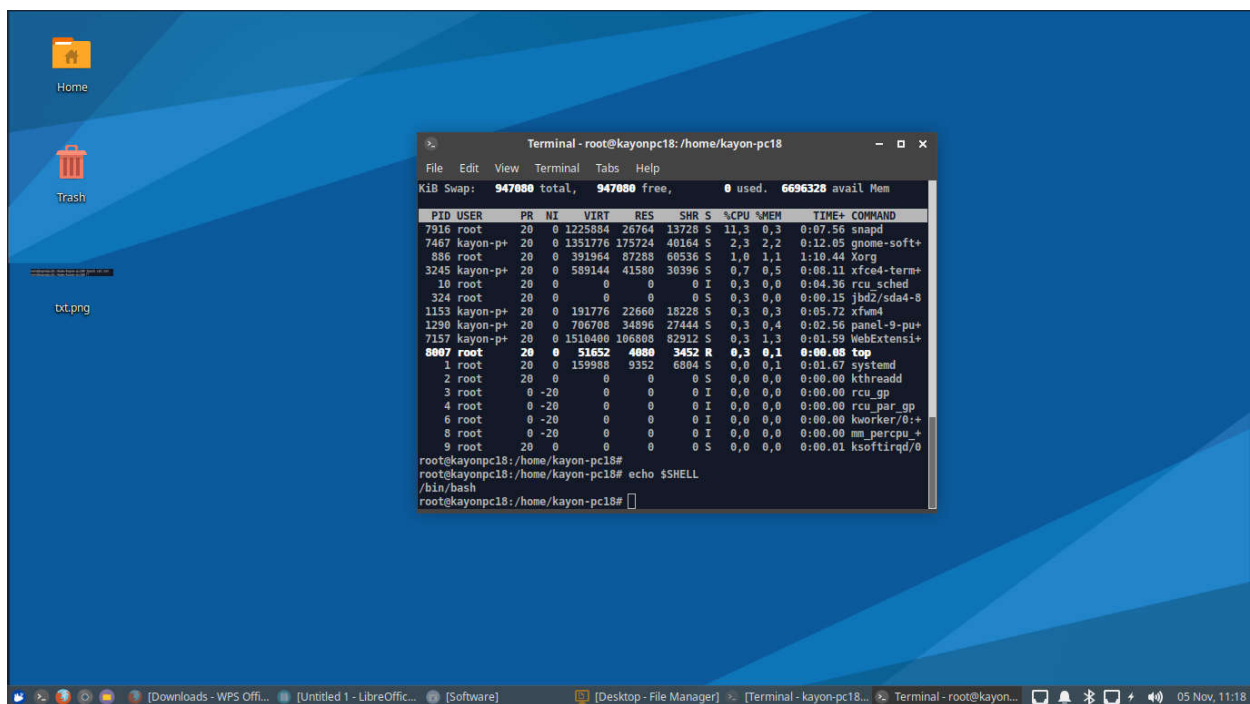 Home
Trash
txt.png
Terminal - root@kayonpc18: /home/kayon-pc18
File Edit View Terminal Tabs Help
KiB Swap: 947080 total, 947080 free, 0 used. 6696328 avail Mem
PID USER PR NI VIRT RES SHR S %CPU %MEM TIME+ COMMAND
7916 root 20 0 1225884 26764 13728 S 11,3 0,3 0:07.56 snapd
7467 kayon-p+ 20 0 1351776 175724 40164 S 2,3 2,2 0:12.05 gnome-soft+
886 root 20 0 391964 87288 60536 S 1,0 1,1 1:10.44 Xorg
3245 kayon-p+ 20 0 589144 41580 30396 S 0,7 0,5 0:08.11 xfce4-term+
10 root 20 0 0 0 0 I 0,3 0,0 0:04.36 rcu_sched
324 root 20 0 0 0 0 S 0,3 0,0 0:00.15 jbd2/sda4-8
1153 kayon-p+ 20 0 191776 22660 18228 S 0,3 0,3 0:05.72 xfwm4
1290 kayon-p+ 20 0 706708 34896 27444 S 0,3 0,4 0:02.56 panel-9-pu+
7157 kayon-p+ 20 0 1510400 106808 82912 S 0,3 1,3 0:01.59 WebExtensi+
8007 root 20 0 51652 4080 3452 R 0,3 0,1 0:00.08 top
1 root 20 0 159988 9352 6804 S 0,0 0,1 0:01.67 systemd
2 root 20 0 0 0 0 S 0,0 0,0 0:00.00 kthreadd
3 root 0 -20 0 0 0 I 0,0 0,0 0:00.00 rcu_gp
4 root 0 -20 0 0 0 I 0,0 0,0 0:00.00 rcu_par_gp
6 root 0 -20 0 0 0 I 0,0 0,0 0:00.00 kworker/0:+
8 root 0 -20 0 0 0 I 0,0 0,0 0:00.00 mm_percpu_+
9 root 20 0 0 0 0 S 0,0 0,0 0:00.01 ksoftirqd/0
root@kayonpc18:/home/kayon-pc18#
root@kayonpc18:/home/kayon-pc18# echo $SHELL
/bin/bash
root@kayonpc18:/home/kayon-pc18#
[Downloads - WPS Offi... [Untitled 1 - LibreOffic... [Software] [Desktop - File Manager] [Terminal - kayon-pc18... Terminal - root@kayon... 05 Nov, 11:18